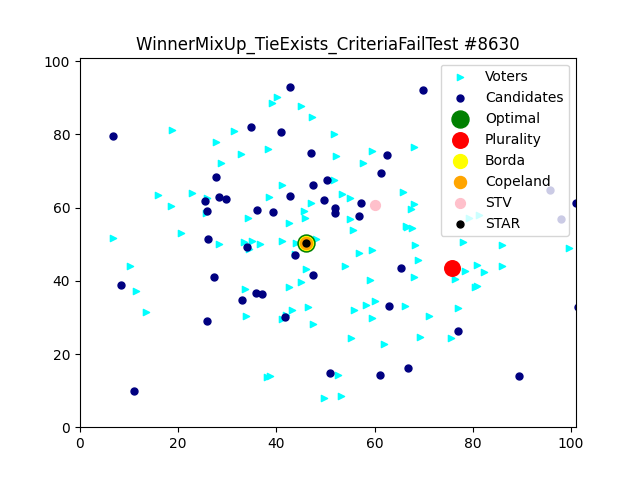 WinnerMixUp_TieExists_CriteriaFailTest #8630
100
80
60
40
20
0
0
20
40
60
80
100
Voters
Candidates
Optimal
Plurality
Borda
Copeland
STV
STAR